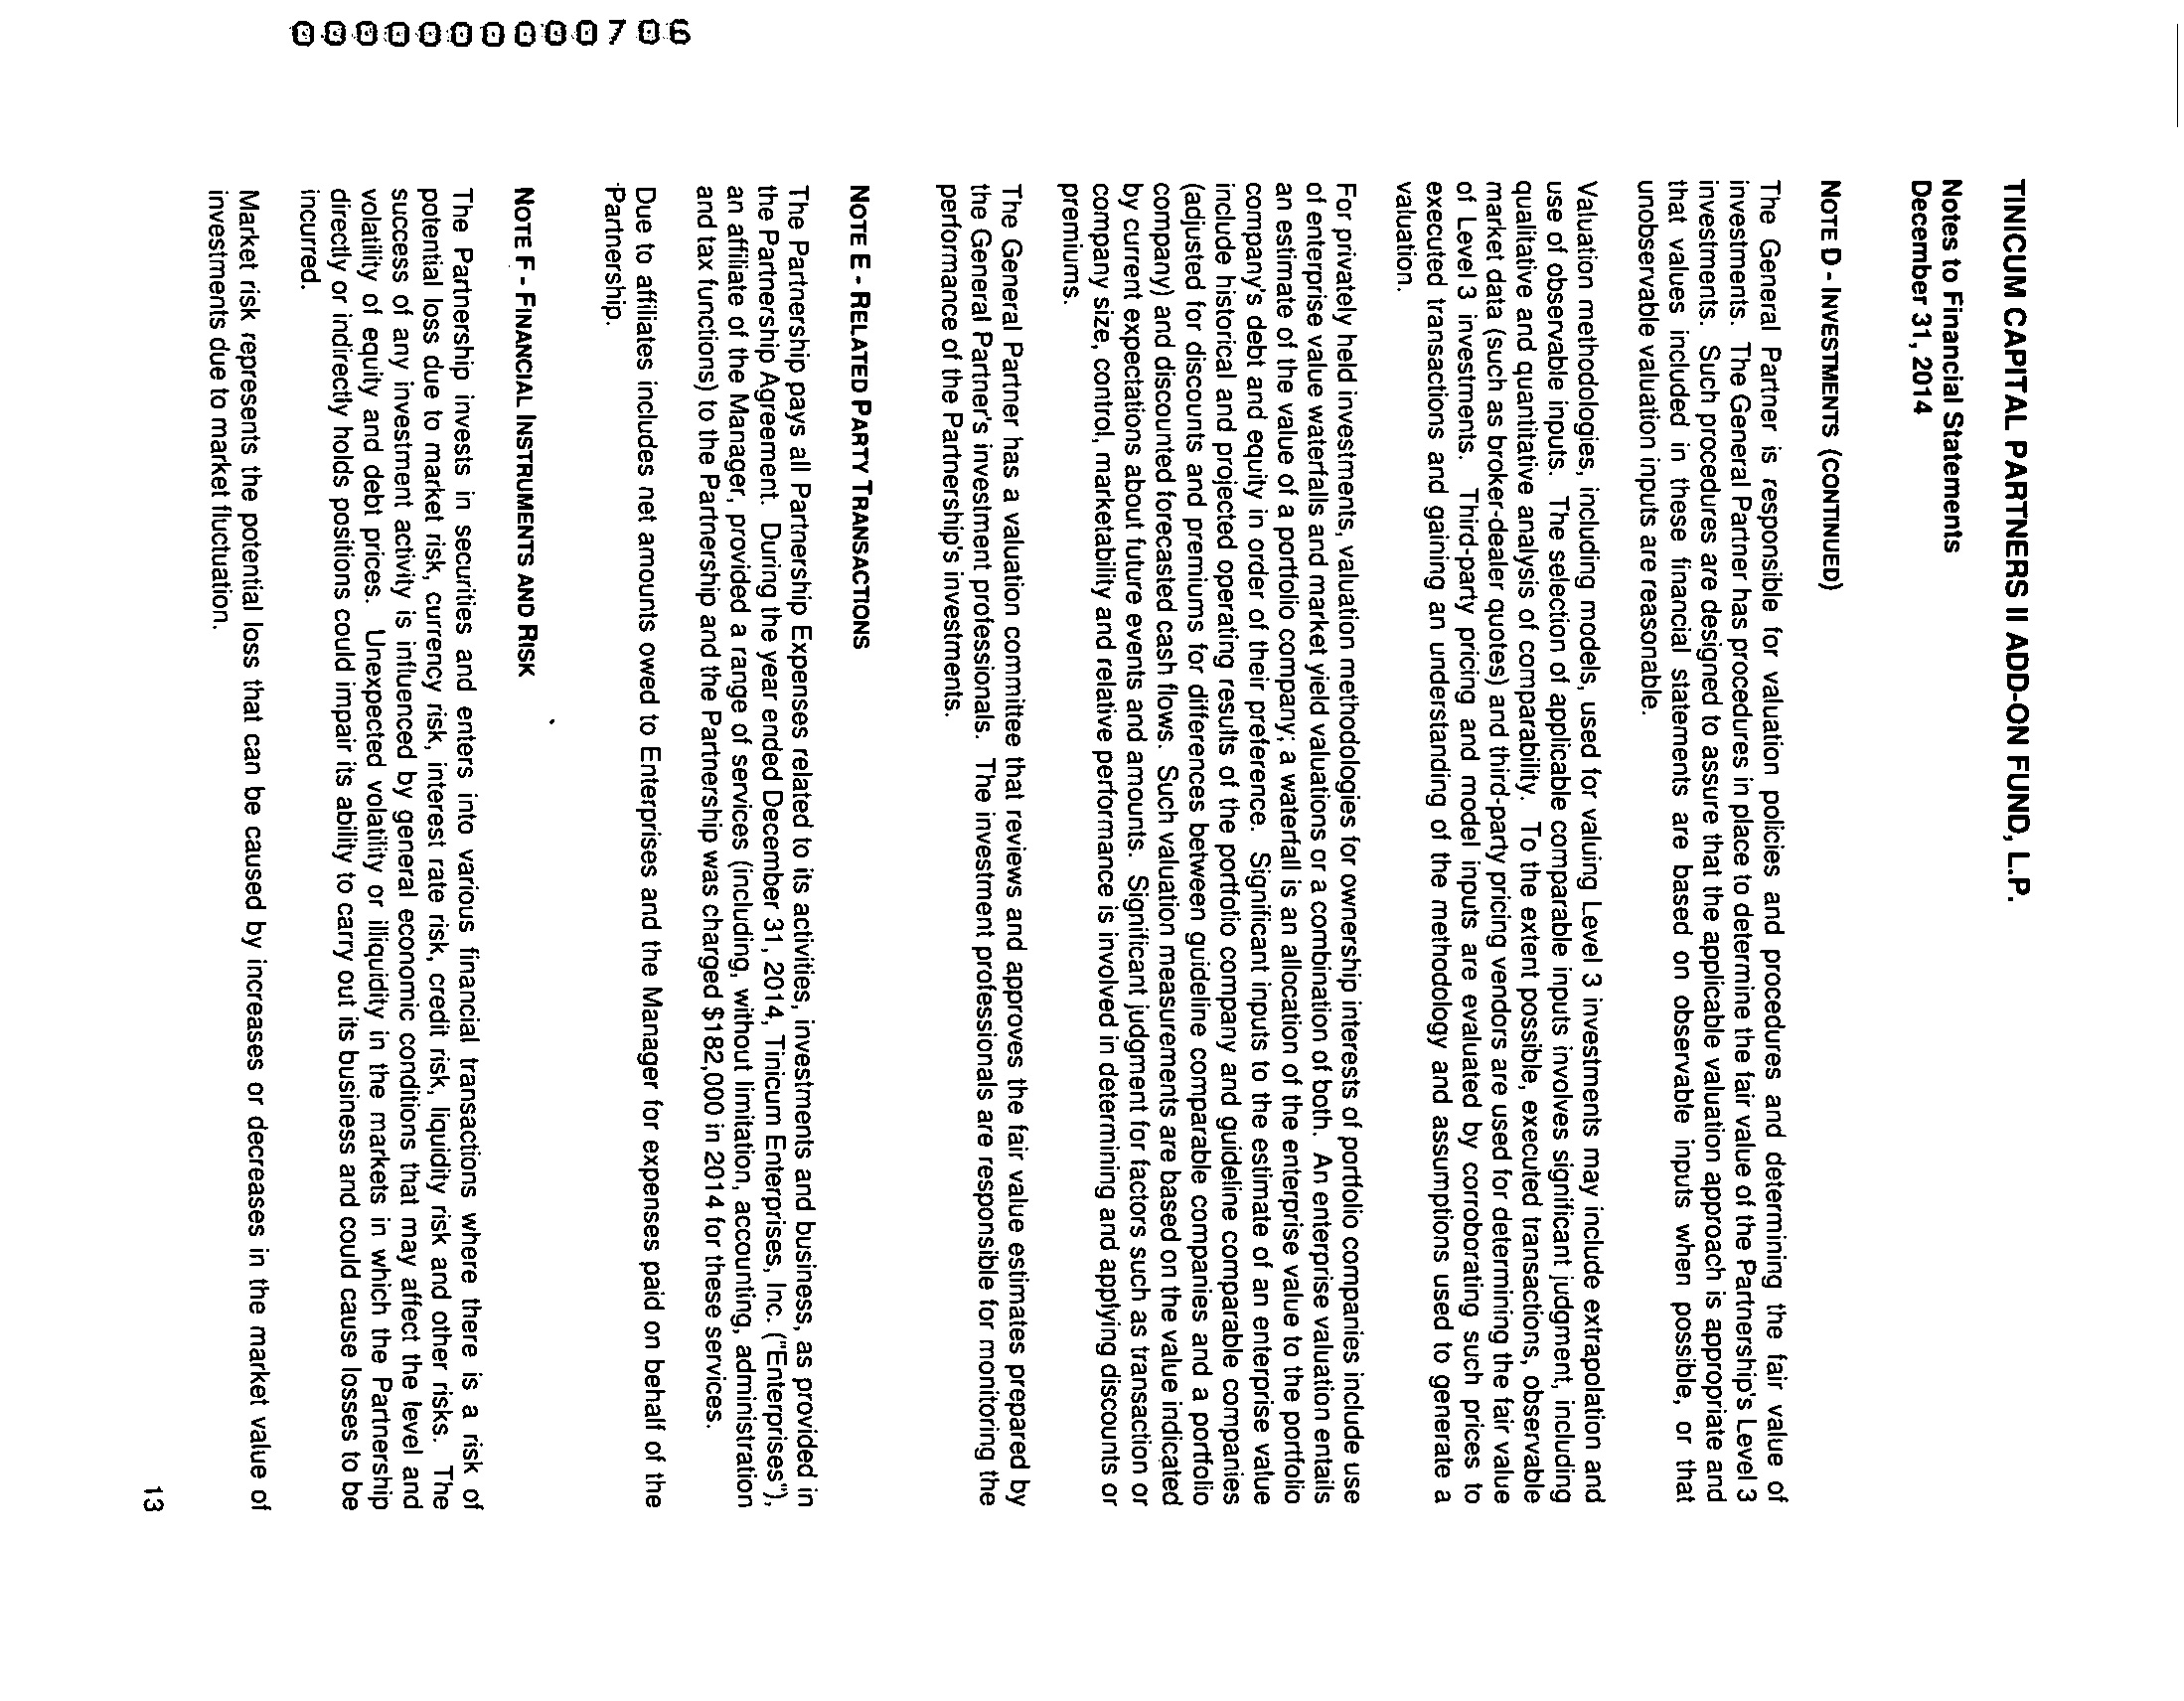 TINICUM CAPITAL PARTNERS II ADD-ON FUND, L.P.
Notes to Financial Statements
December 31, 2014
NOTE D - INVESTMENTS (CONTINUED)
The General Partner is responsible for valuation policies and procedures and determining the fair value of
investments. The General Partner has procedures in place to determine the fair value of the Partnership's Level 3
investments. Such procedures are designed to assure that the applicable valuation approach is appropriate and
that values included in these financial statements are based on observable inputs when possible, or that
unobservable valuation inputs are reasonable.
Valuation methodologies, including models, used for valuing Level 3 investments may include extrapolation and
use of observable inputs. The selection of applicable comparable inputs involves significant judgment, including
qualitative and quantitative analysis of comparability. To the extent possible, executed transactions, observable
market data (such as broker-dealer quotes) and third-party pricing vendors are used for determining the fair value
of Level 3 investments. Third-party pricing and model inputs are evaluated by corroborating such prices to
executed transactions and gaining an understanding of the methodology and assumptions used to generate a
valuation.
For privately held investments, valuation methodologies for ownership interests of portfolio companies include use
of enterprise value waterfalls and market yield valuations or a combination of both. An enterprise valuation entails
an estimate of the value of a portfolio company; a waterfall is an allocation of the enterprise value to the portfolio
company's debt and equity in order of their preference. Significant inputs to the estimate of an enterprise value
include historical and projected operating results of the portfolio company and guideline comparable companies
(adjusted for discounts and premiums for differences between guideline comparable companies and a portfolio
company) and discounted forecasted cash flows. Such valuation measurements are based on the value indicated
by current expectations about future events and amounts. Significant judgment for factors such as transaction or
company size, control, marketability and relative performance is involved in determining and applying discounts or
premiums.
The General Partner has a valuation committee that reviews and approves the fair value estimates prepared by
the General Partner's investment professionals. The investment professionals are responsible for monitoring the
performance of the Partnership's investments.
NOTE E - RELATED PARTY TRANSACTIONS
The Partnership pays all Partnership Expenses related to its activities, investments and business, as provided in
the Partnership Agreement. During the year ended December 31, 2014, Tinicum Enterprises, Inc. ("Enterprises"),
an affiliate of the Manager, provided a range of services (including, without limitation, accounting, administration
and tax functions) to the Partnership and the Partnership was charged $182,000 in 2014 for these services.
Due to affiliates includes net amounts owed to Enterprises and the Manager for expenses paid on behalf of the
Partnership.
NOTE F - FINANCIAL INSTRUMENTS AND RISK
The Partnership invests in securities and enters into various financial transactions where there is a risk of
potential loss due to market risk, currency risk, interest rate risk, credit risk, liquidity risk and other risks. The
success of any investment activity is influenced by general economic conditions that may affect the level and
volatility of equity and debt prices. Unexpected volatility or illiquidity in the markets in which the Partnership
directly or indirectly holds positions could impair its ability to carry out its business and could cause losses to be
incurred.
Market risk represents the potential loss that can be caused by increases or decreases in the market value of
investments due to market fluctuation.
13
0000000000706